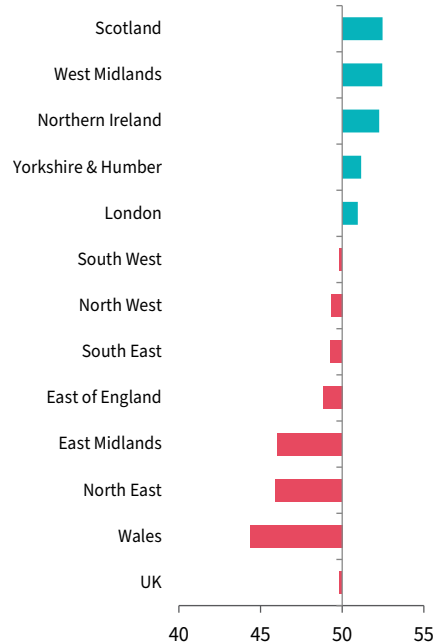 Scotland
West Midlands
Northern Ireland
Yorkshire & Humber
London
South West
North West
South East
East of England
East Midlands
North East
Wales
UK
40 45 50 55